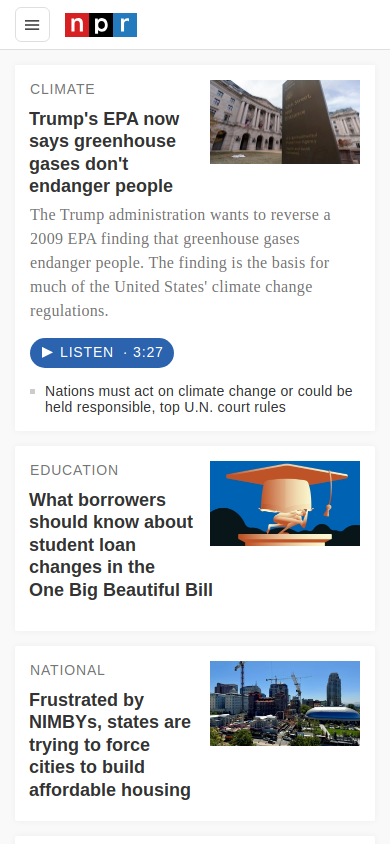 npr
CLIMATE
Trump's EPA now
says greenhouse
gases don't
endanger people
The Trump administration wants to reverse a
2009 EPA finding that greenhouse gases
endanger people. The finding is the basis for
much of the United States' climate change
regulations.
LISTEN · 3:27
Nations must act on climate change or could be
held responsible, top U.N. court rules
EDUCATION
What borrowers
should know about
student loan
changes in the
One Big Beautiful Bill
NATIONAL
Frustrated by
NIMBYs, states are
trying to force
cities to build
affordable housing